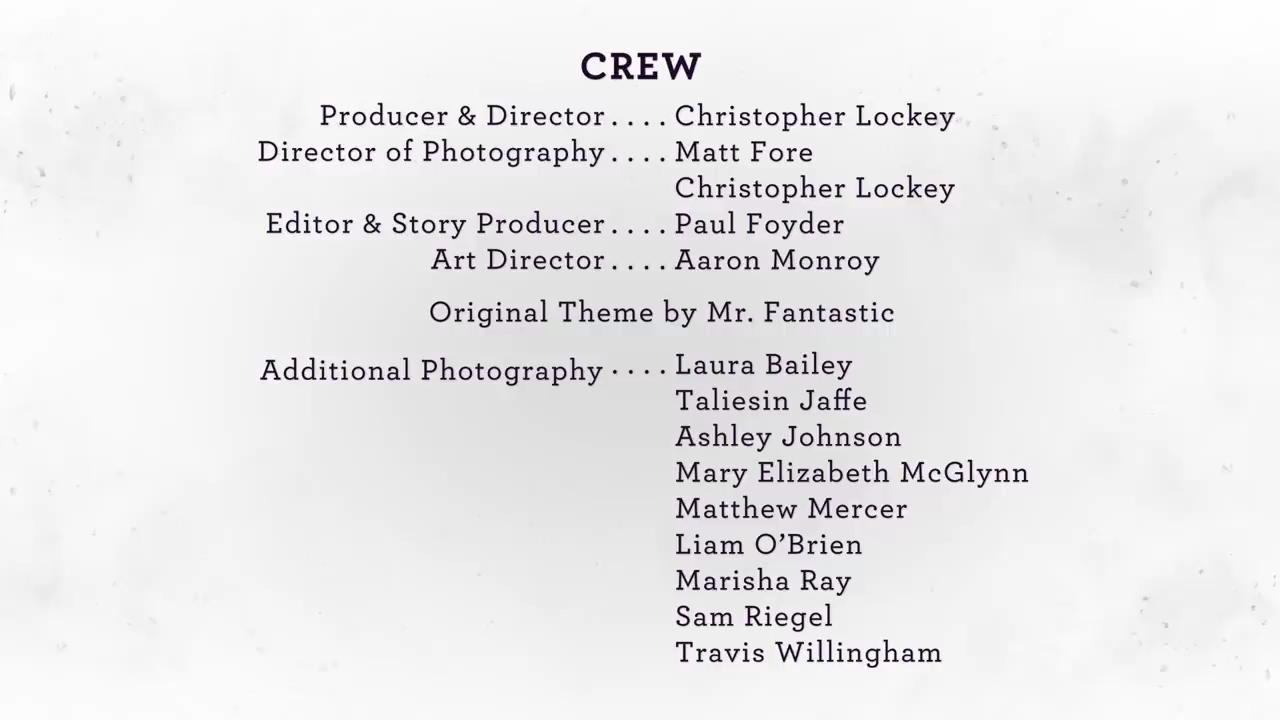 CREW
Producer & Director .... Christopher Lockey
Director of Photography .... Matt Fore
Christopher Lockey
Editor & Story Producer .... Paul Foyder
Art Director .... Aaron Monroy
Original Theme by Mr. Fantastic
Additional Photography .... Laura Bailey
Taliesin Jaffe
Ashley Johnson
Mary Elizabeth McGlynn
Matthew Mercer
Liam O’Brien
Marisha Ray
Sam Riegel
Travis Willingham